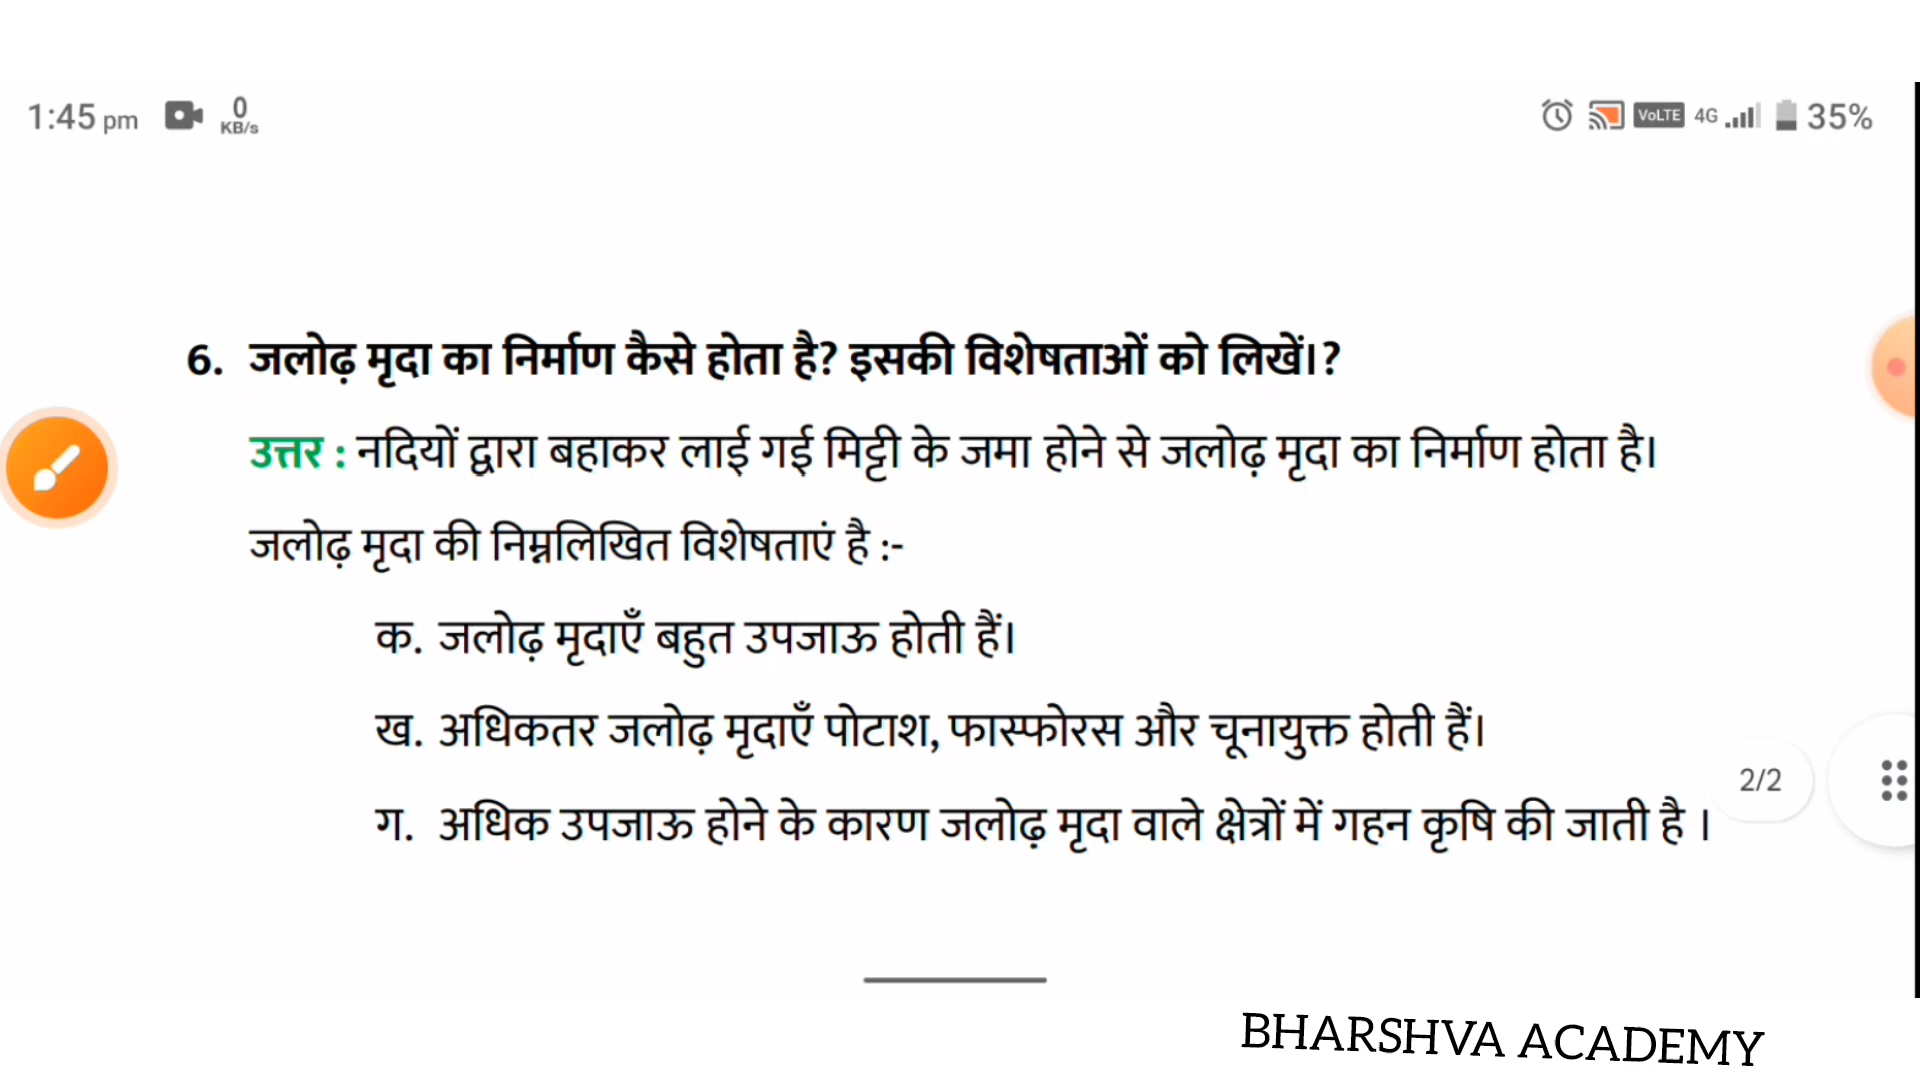 1:45 pm 0 KB/s VoLTE 4G 35%
6. जलोढ़ मृदा का निर्माण कैसे होता है? इसकी विशेषताओं को लिखें।?
उत्तर : नदियों द्वारा बहाकर लाई गई मिट्टी के जमा होने से जलोढ़ मृदा का निर्माण होता है।
जलोढ़ मृदा की निम्नलिखित विशेषताएं है :-
क. जलोढ़ मृदाएँ बहुत उपजाऊ होती हैं।
ख. अधिकतर जलोढ़ मृदाएँ पोटाश, फास्फोरस और चूनायुक्त होती हैं।
2/2
ग. अधिक उपजाऊ होने के कारण जलोढ़ मृदा वाले क्षेत्रों में गहन कृषि की जाती है ।
BHARSHVA ACADEMY